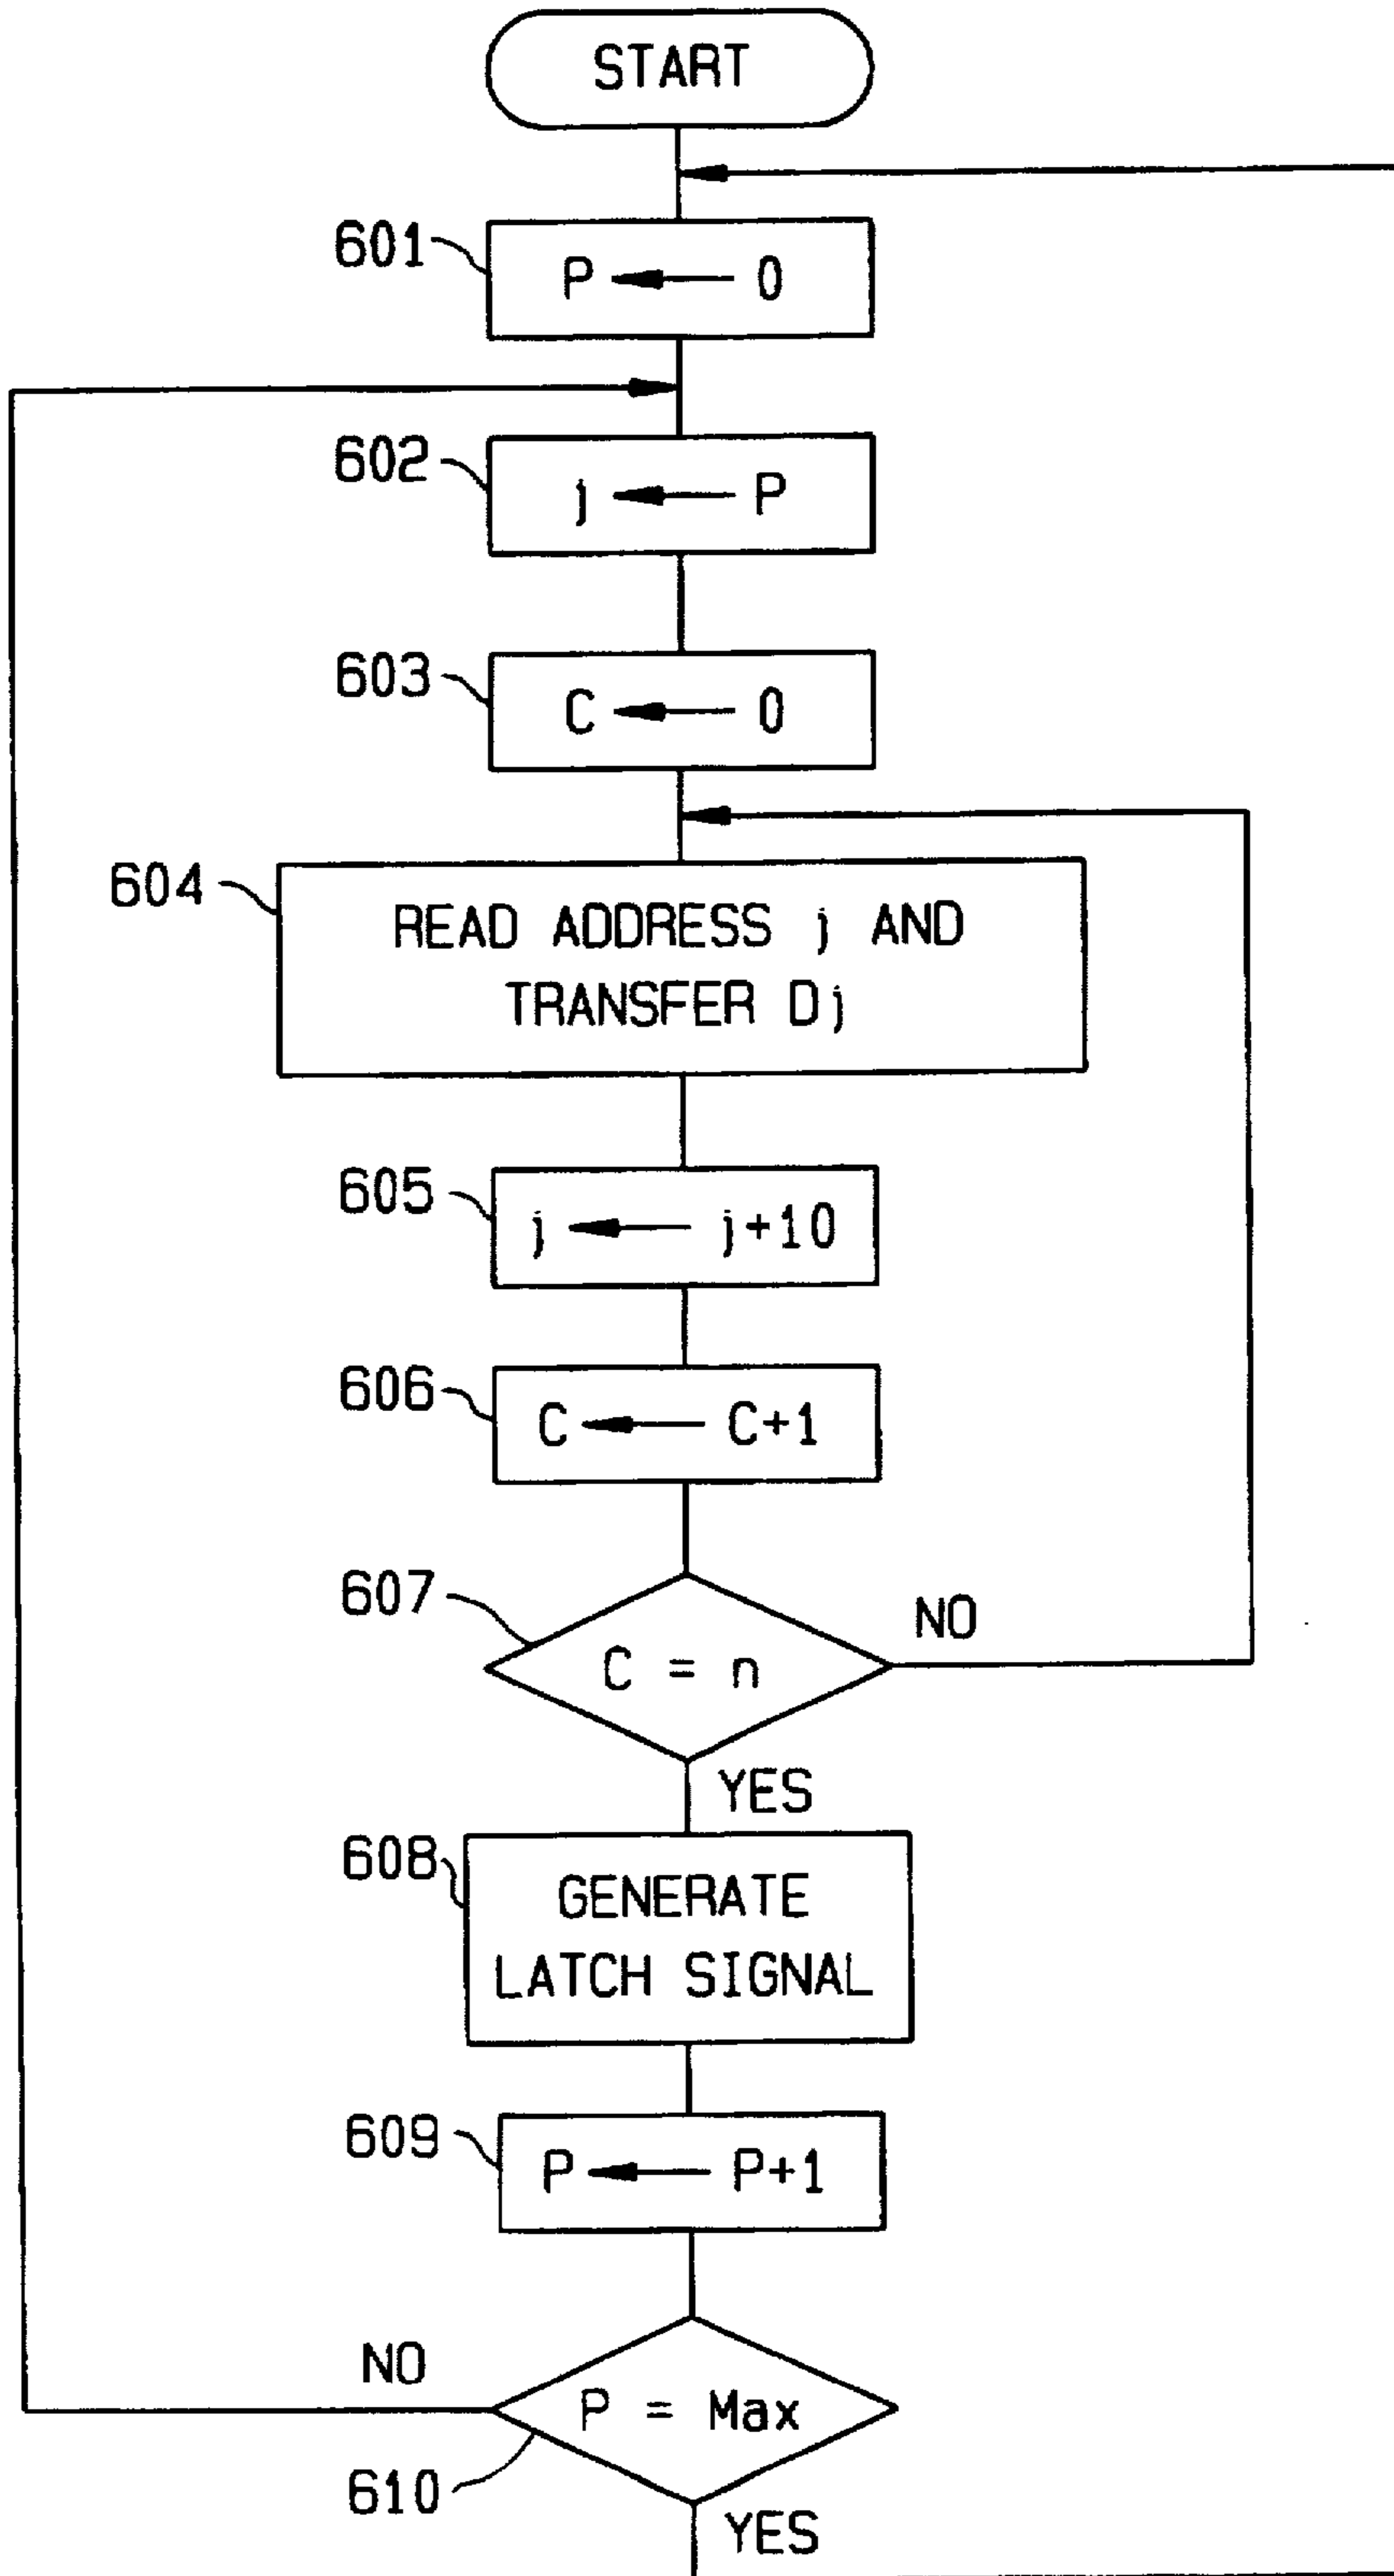 START
601
P ← 0
602
j ← P
603
C ← 0
604
READ ADDRESS j AND
TRANSFER Dj
605
j ← j+10
606
C ← C+1
607
C = n
NO
YES
608
GENERATE
LATCH SIGNAL
609
P ← P+1
NO
P = Max
610
YES